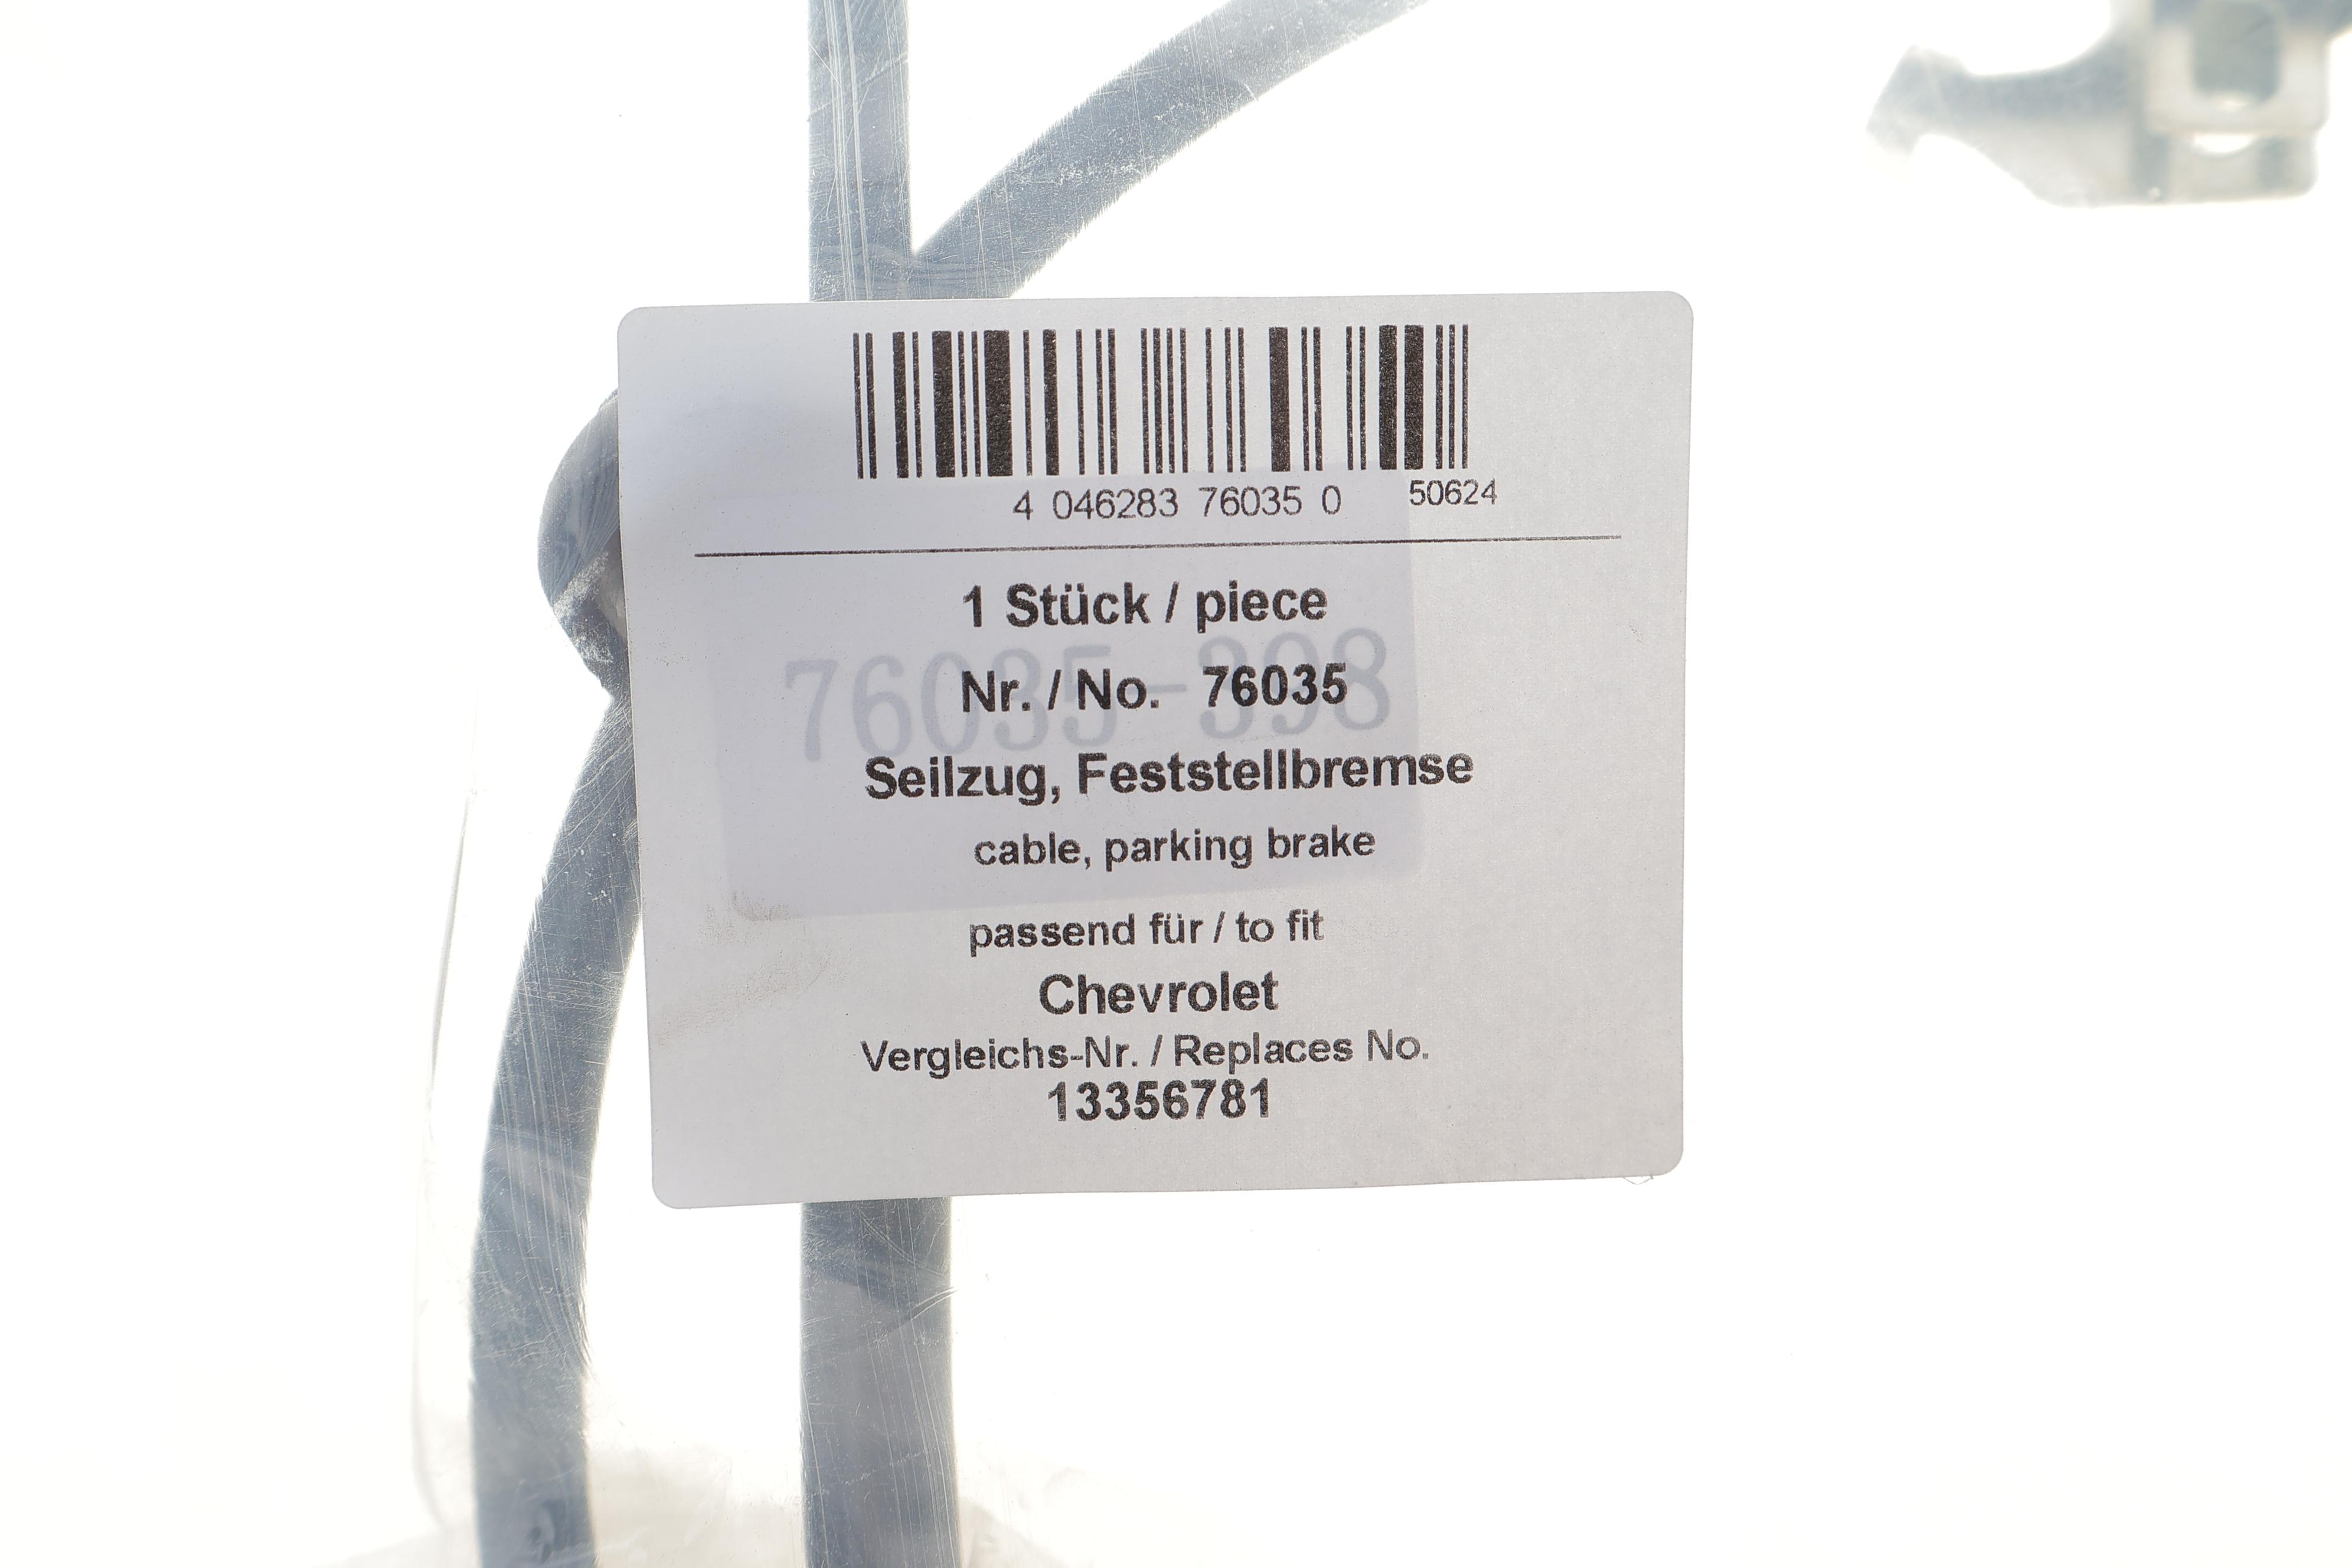 4 046283 76035 0 50624
1 Stück / piece
Nr. / No. 76035
76035-398
Seilzug, Feststellbremse
cable, parking brake
passend für / to fit
Chevrolet
Vergleichs-Nr. / Replaces No.
13356781